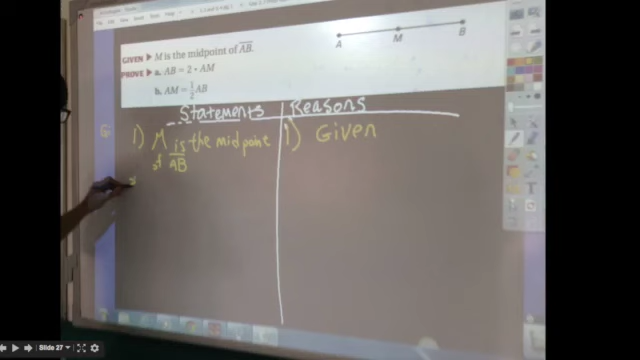 GIVEN ▶ M is the midpoint of AB.
PROVE ▶ a. AB = 2 • AM
b. AM = 1/2 AB
A M B
Statements Reasons
G: 1) M is the midpoint 1) Given
of AB
Slide 27